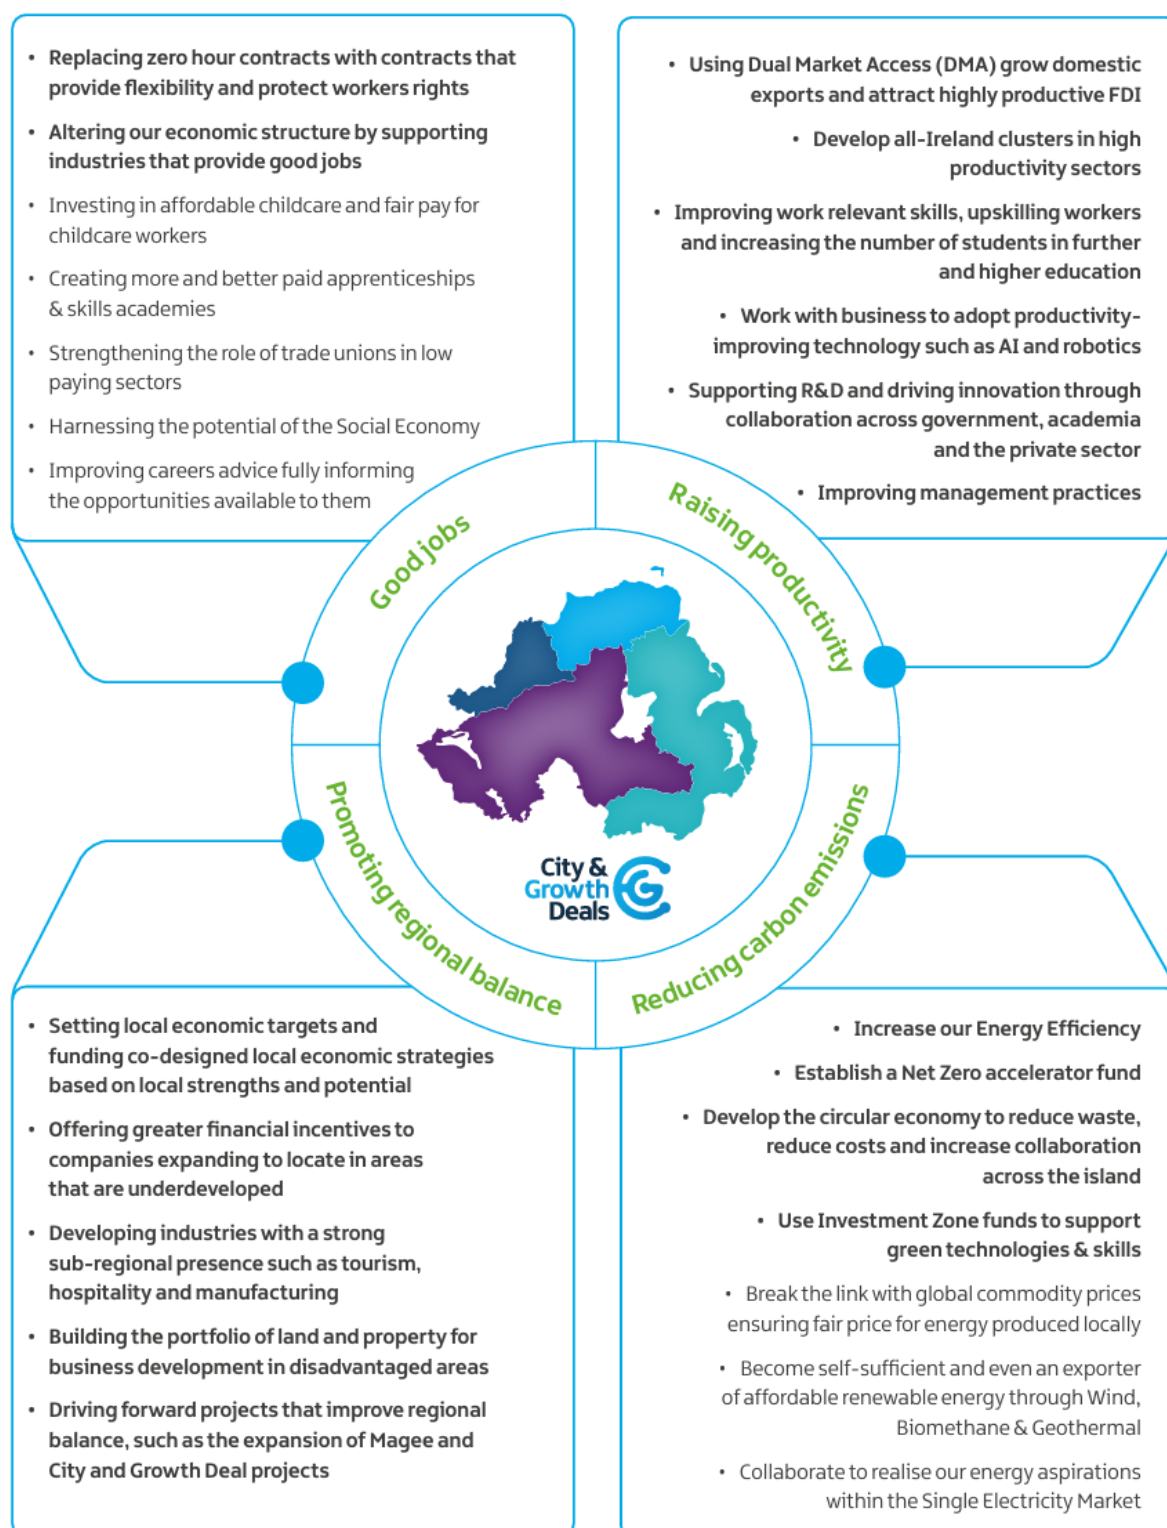 • Replacing zero hour contracts with contracts that
provide flexibility and protect workers rights
• Altering our economic structure by supporting
industries that provide good jobs
• Investing in affordable childcare and fair pay for
childcare workers
• Creating more and better paid apprenticeships
& skills academies
• Strengthening the role of trade unions in low
paying sectors
• Harnessing the potential of the Social Economy
• Improving careers advice fully informing
the opportunities available to them
• Using Dual Market Access (DMA) grow domestic
exports and attract highly productive FDI
• Develop all-Ireland clusters in high
productivity sectors
• Improving work relevant skills, upskilling workers
and increasing the number of students in further
and higher education
• Work with business to adopt productivity-
improving technology such as AI and robotics
• Supporting R&D and driving innovation through
collaboration across government, academia
and the private sector
• Improving management practices
Good jobs
Raising productivity
City &
Growth
Deals
Promoting regional balance
Reducing carbon emissions
• Setting local economic targets and
funding co-designed local economic strategies
based on local strengths and potential
• Offering greater financial incentives to
companies expanding to locate in areas
that are underdeveloped
• Developing industries with a strong
sub-regional presence such as tourism,
hospitality and manufacturing
• Building the portfolio of land and property for
business development in disadvantaged areas
• Driving forward projects that improve regional
balance, such as the expansion of Magee and
City and Growth Deal projects
• Increase our Energy Efficiency
• Establish a Net Zero accelerator fund
• Develop the circular economy to reduce waste,
reduce costs and increase collaboration
across the island
• Use Investment Zone funds to support
green technologies & skills
• Break the link with global commodity prices
ensuring fair price for energy produced locally
• Become self-sufficient and even an exporter
of affordable renewable energy through Wind,
Biomethane & Geothermal
• Collaborate to realise our energy aspirations
within the Single Electricity Market